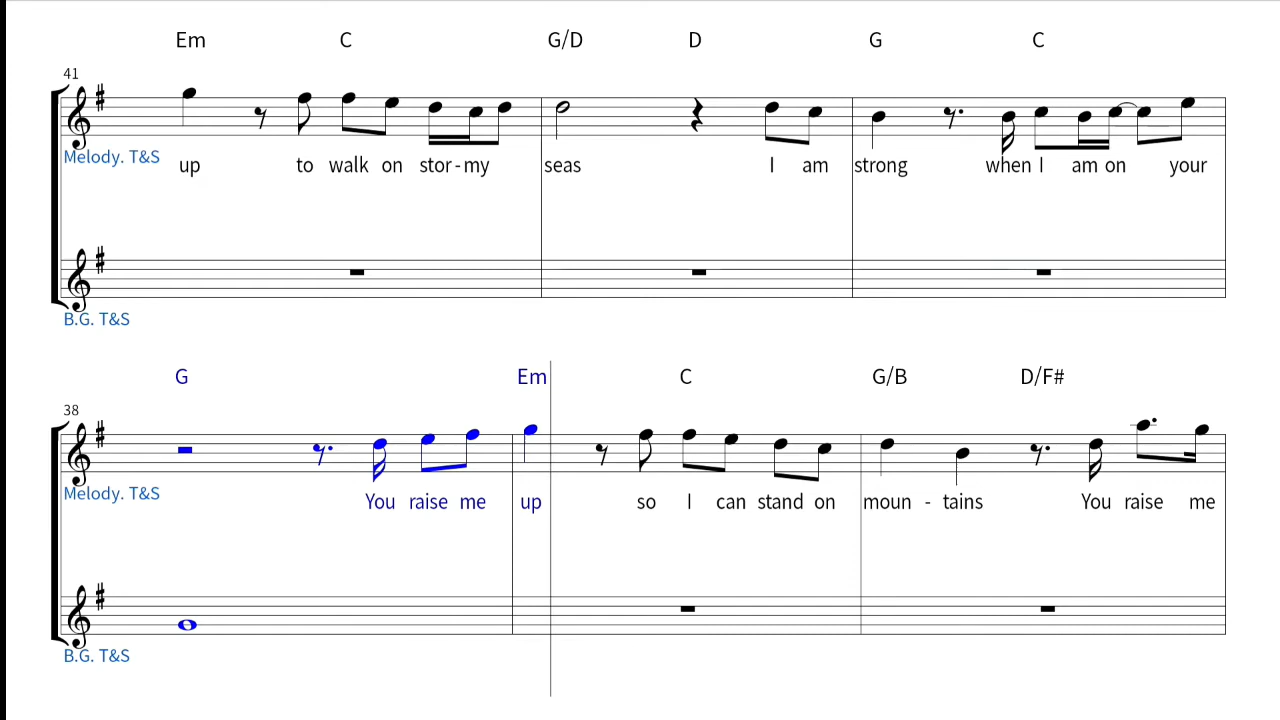 Em C G/D D G C
41
Melody. T&S
up to walk on stor-my seas I am strong when I am on your
B.G. T&S
G Em C G/B D/F#
38
Melody. T&S
You raise me up so I can stand on moun - tains You raise me
B.G. T&S